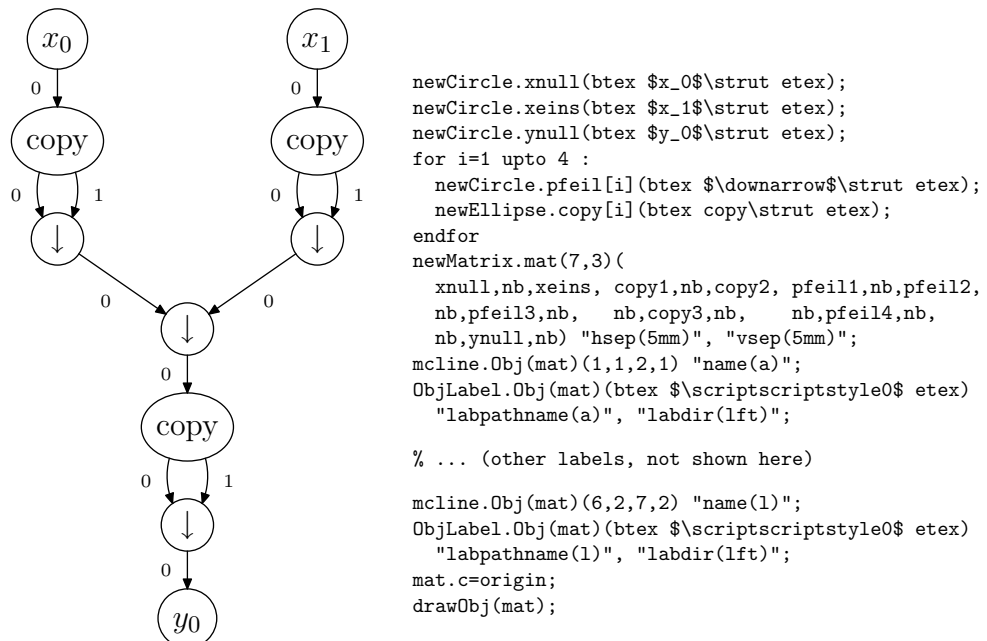 x_0 x_1
0 0
copy copy
0 1 0 1
↓ ↓
0 0
↓
0
copy
0 1
↓
0
y_0
newCircle.xnull(btex $x_0$\strut etex);
newCircle.xeins(btex $x_1$\strut etex);
newCircle.ynull(btex $y_0$\strut etex);
for i=1 upto 4 :
  newCircle.pfeil[i](btex $\downarrow$\strut etex);
  newEllipse.copy[i](btex copy\strut etex);
endfor
newMatrix.mat(7,3)(
  xnull,nb,xeins, copy1,nb,copy2, pfeil1,nb,pfeil2,
  nb,pfeil3,nb,   nb,copy3,nb,    nb,pfeil4,nb,
  nb,ynull,nb) "hsep(5mm)", "vsep(5mm)";
mcline.Obj(mat)(1,1,2,1) "name(a)";
ObjLabel.Obj(mat)(btex $\scriptscriptstyle0$ etex)
  "labpathname(a)", "labdir(lft)";
% ... (other labels, not shown here)
mcline.Obj(mat)(6,2,7,2) "name(l)";
ObjLabel.Obj(mat)(btex $\scriptscriptstyle0$ etex)
  "labpathname(l)", "labdir(lft)";
mat.c=origin;
drawObj(mat);